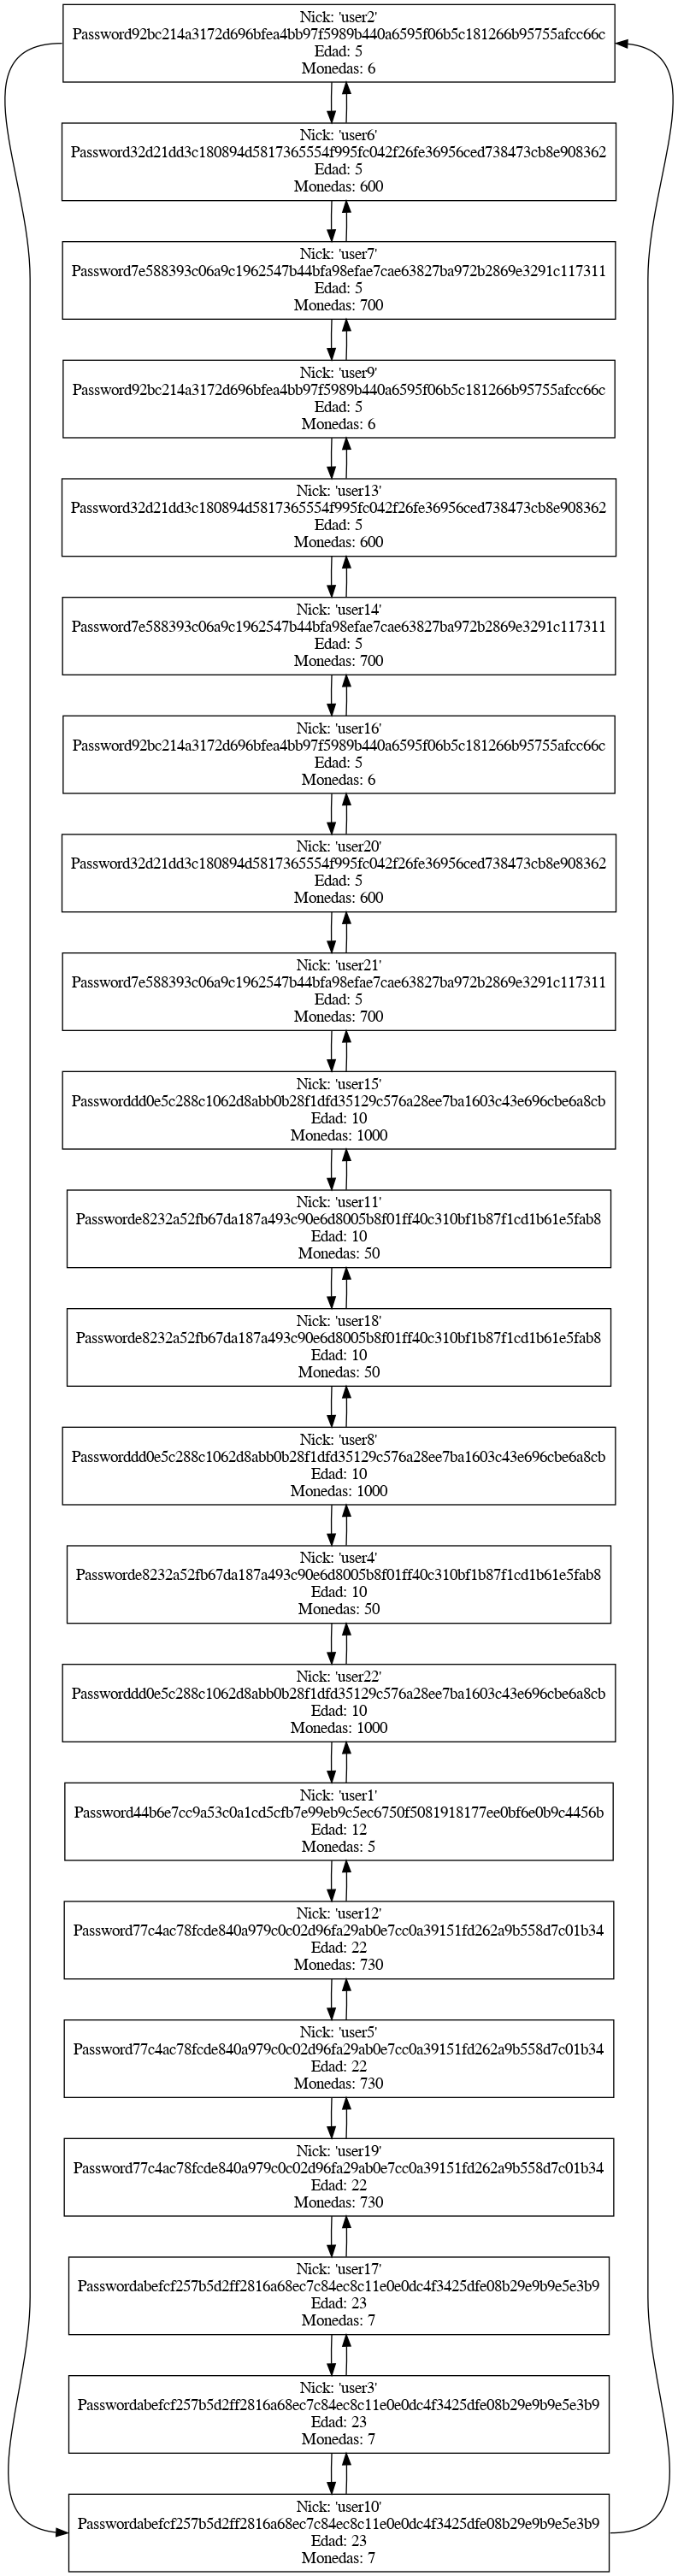 Nick: 'user2'
Password92bc214a3172d696bfea4bb97f5989b440a6595f06b5c181266b95755afcc66c
Edad: 5
Monedas: 6
Nick: 'user6'
Password32d21dd3c180894d5817365554f995fc042f26fe36956ced738473cb8e908362
Edad: 5
Monedas: 600
Nick: 'user7'
Password7e588393c06a9c1962547b44bfa98efae7cae63827ba972b2869e3291c117311
Edad: 5
Monedas: 700
Nick: 'user9'
Password92bc214a3172d696bfea4bb97f5989b440a6595f06b5c181266b95755afcc66c
Edad: 5
Monedas: 6
Nick: 'user13'
Password32d21dd3c180894d5817365554f995fc042f26fe36956ced738473cb8e908362
Edad: 5
Monedas: 600
Nick: 'user14'
Password7e588393c06a9c1962547b44bfa98efae7cae63827ba972b2869e3291c117311
Edad: 5
Monedas: 700
Nick: 'user16'
Password92bc214a3172d696bfea4bb97f5989b440a6595f06b5c181266b95755afcc66c
Edad: 5
Monedas: 6
Nick: 'user20'
Password32d21dd3c180894d5817365554f995fc042f26fe36956ced738473cb8e908362
Edad: 5
Monedas: 600
Nick: 'user21'
Password7e588393c06a9c1962547b44bfa98efae7cae63827ba972b2869e3291c117311
Edad: 5
Monedas: 700
Nick: 'user15'
Passworddd0e5c288c1062d8abb0b28f1dfd35129c576a28ee7ba1603c43e696cbe6a8cb
Edad: 10
Monedas: 1000
Nick: 'user11'
Passworde8232a52fb67da187a493c90e6d8005b8f01ff40c310bf1b87f1cd1b61e5fab8
Edad: 10
Monedas: 50
Nick: 'user18'
Passworde8232a52fb67da187a493c90e6d8005b8f01ff40c310bf1b87f1cd1b61e5fab8
Edad: 10
Monedas: 50
Nick: 'user8'
Passworddd0e5c288c1062d8abb0b28f1dfd35129c576a28ee7ba1603c43e696cbe6a8cb
Edad: 10
Monedas: 1000
Nick: 'user4'
Passworde8232a52fb67da187a493c90e6d8005b8f01ff40c310bf1b87f1cd1b61e5fab8
Edad: 10
Monedas: 50
Nick: 'user22'
Passworddd0e5c288c1062d8abb0b28f1dfd35129c576a28ee7ba1603c43e696cbe6a8cb
Edad: 10
Monedas: 1000
Nick: 'user1'
Password44b6e7cc9a53c0a1cd5cfb7e99eb9c5ec6750f5081918177ee0bf6e0b9c4456b
Edad: 12
Monedas: 5
Nick: 'user12'
Password77c4ac78fcde840a979c0c02d96fa29ab0e7cc0a39151fd262a9b558d7c01b34
Edad: 22
Monedas: 730
Nick: 'user5'
Password77c4ac78fcde840a979c0c02d96fa29ab0e7cc0a39151fd262a9b558d7c01b34
Edad: 22
Monedas: 730
Nick: 'user19'
Password77c4ac78fcde840a979c0c02d96fa29ab0e7cc0a39151fd262a9b558d7c01b34
Edad: 22
Monedas: 730
Nick: 'user17'
Passwordabefcf257b5d2ff2816a68ec7c84ec8c11e0e0dc4f3425dfe08b29e9b9e5e3b9
Edad: 23
Monedas: 7
Nick: 'user3'
Passwordabefcf257b5d2ff2816a68ec7c84ec8c11e0e0dc4f3425dfe08b29e9b9e5e3b9
Edad: 23
Monedas: 7
Nick: 'user10'
Passwordabefcf257b5d2ff2816a68ec7c84ec8c11e0e0dc4f3425dfe08b29e9b9e5e3b9
Edad: 23
Monedas: 7